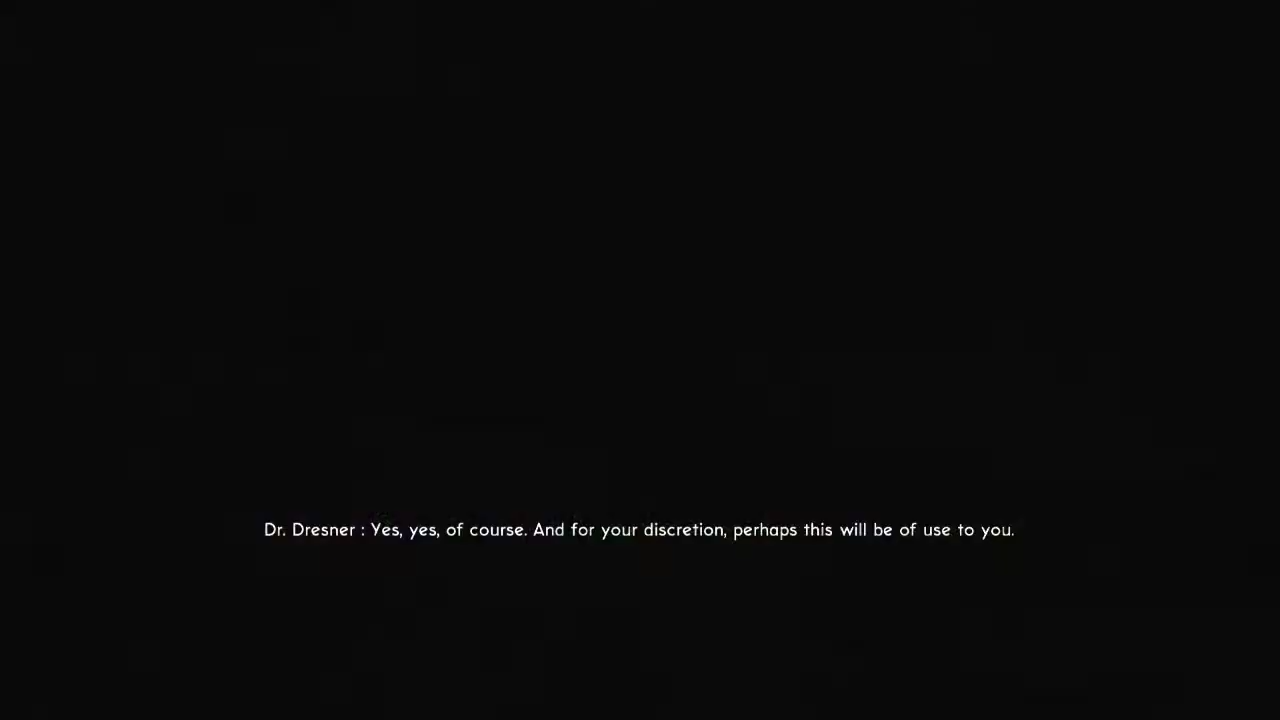 Dr. Dresner : Yes, yes, of course. And for your discretion, perhaps this will be of use to you.